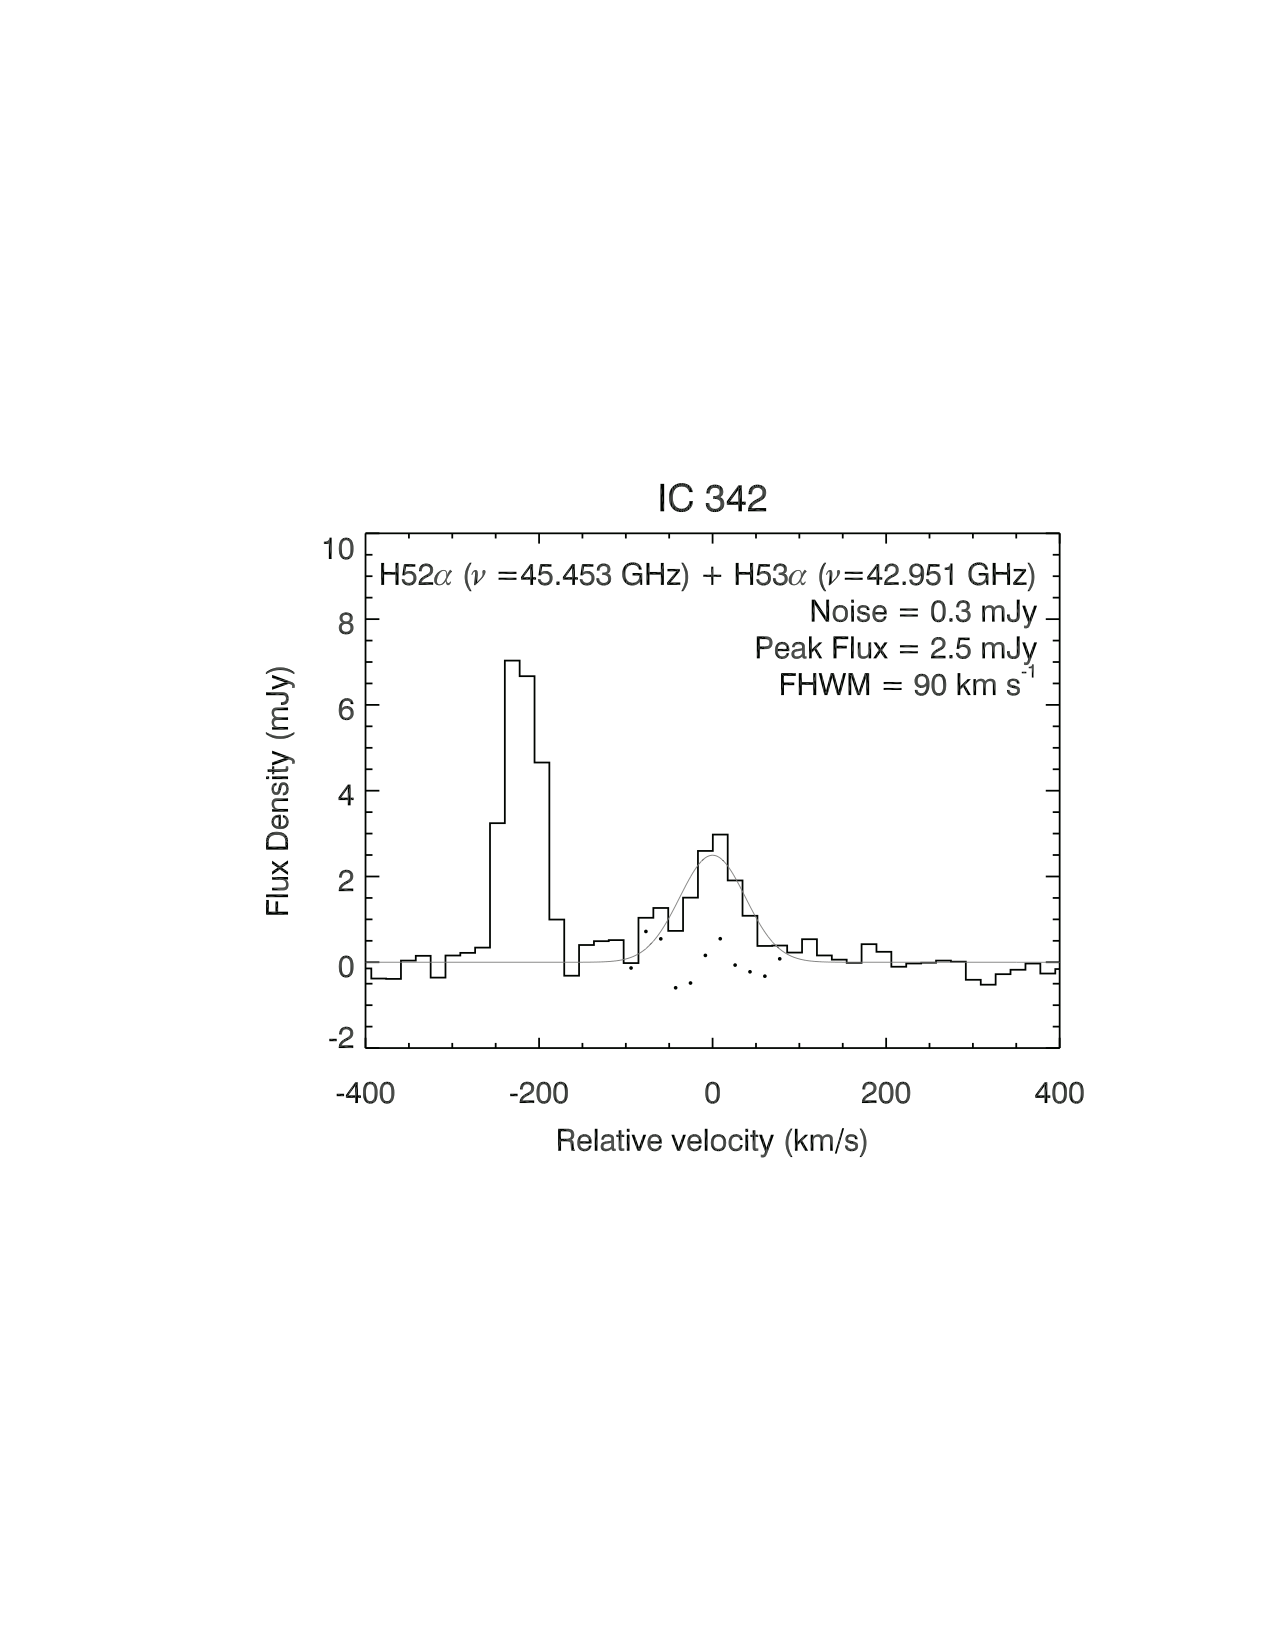 IC 342
10
8
6
4
2
0
-2
Flux Density (mJy)
H52α (ν =45.453 GHz) + H53α (ν=42.951 GHz)
Noise = 0.3 mJy
Peak Flux = 2.5 mJy
FHWM = 90 km s⁻¹
-400 -200 0 200 400
Relative velocity (km/s)